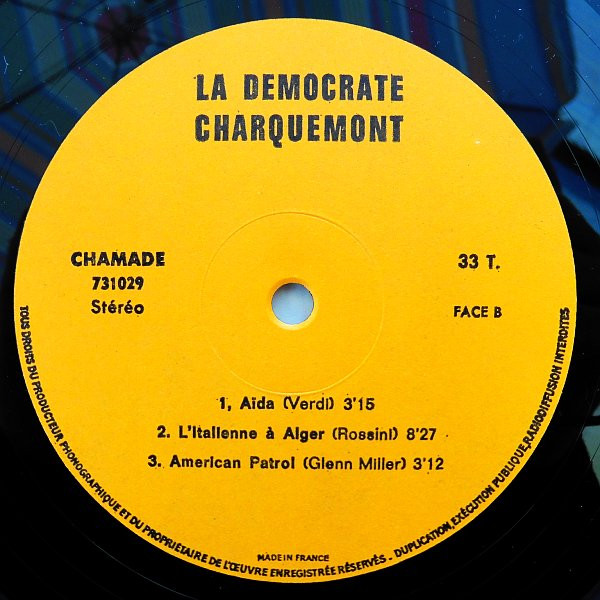 LA DEMOCRATE
CHARQUEMONT
CHAMADE
731029
Stéréo
33 T.
FACE B
1, Aïda (Verdi) 3'15
2. L'Italienne à Alger (Rossini) 8'27
3. American Patrol (Glenn Miller) 3'12
MADE IN FRANCE
TOUS DROITS DU PRODUCTEUR PHONOGRAPHIQUE ET DU PROPRIÉTAIRE DE L'ŒUVRE ENREGISTRÉE RÉSERVÉS - DUPLICATION, EXÉCUTION PUBLIQUE, RADIODIFFUSION INTERDITES